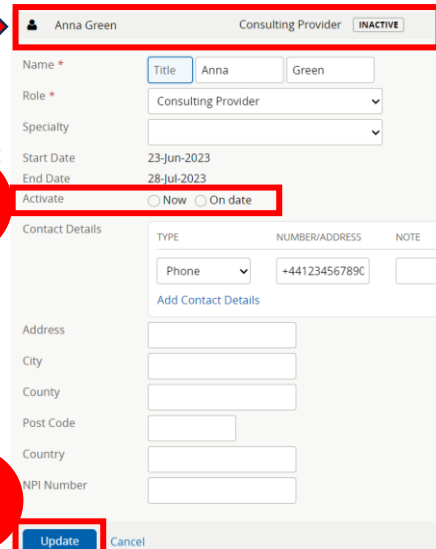 Anna Green Consulting Provider INACTIVE
Name * Title Anna Green
Role * Consulting Provider
Specialty
Start Date 23-Jun-2023
End Date 28-Jul-2023
Activate Now On date
Contact Details TYPE NUMBER/ADDRESS NOTE
Phone +44123456789
Add Contact Details
Address
City
County
Post Code
Country
NPI Number
Update Cancel